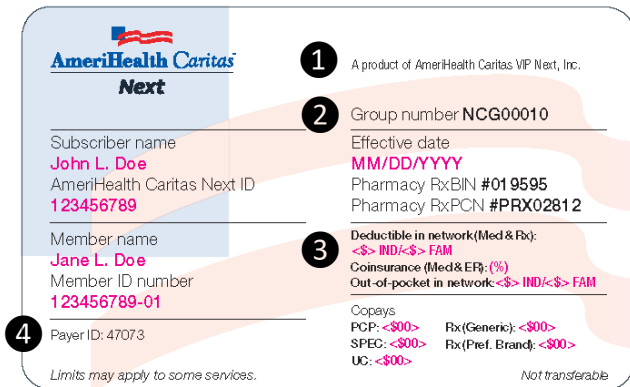 AmeriHealth Caritas
Next
1 A product of AmeriHealth Caritas VIP Next, Inc.
2 Group number NCG00010
Subscriber name
John L. Doe
AmeriHealth Caritas Next ID
123456789
Effective date
MM/DD/YYYY
Pharmacy RxBIN #019595
Pharmacy RxPCN #PRX02812
Member name
Jane L. Doe
Member ID number
123456789-01
3 Deductible in network (Med & Rx):
<$> IND/<$> FAM
Coinsurance (Med & ER): (%)
Out-of-pocket in network: <$> IND/<$> FAM
4 Payer ID: 47073
Copays
PCP: <$00> Rx (Generic): <$00>
SPEC: <$00> Rx (Pref. Brand): <$00>
UC: <$00>
Limits may apply to some services.
Not transferable